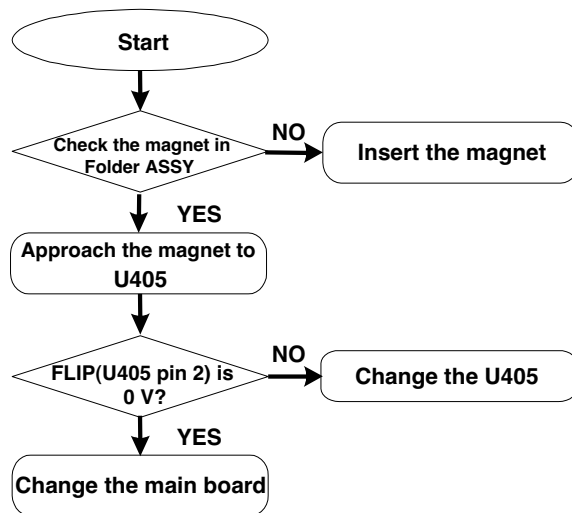 Start
Check the magnet in
Folder ASSY
NO
Insert the magnet
YES
Approach the magnet to
U405
FLIP(U405 pin 2) is
0 V?
NO
Change the U405
YES
Change the main board